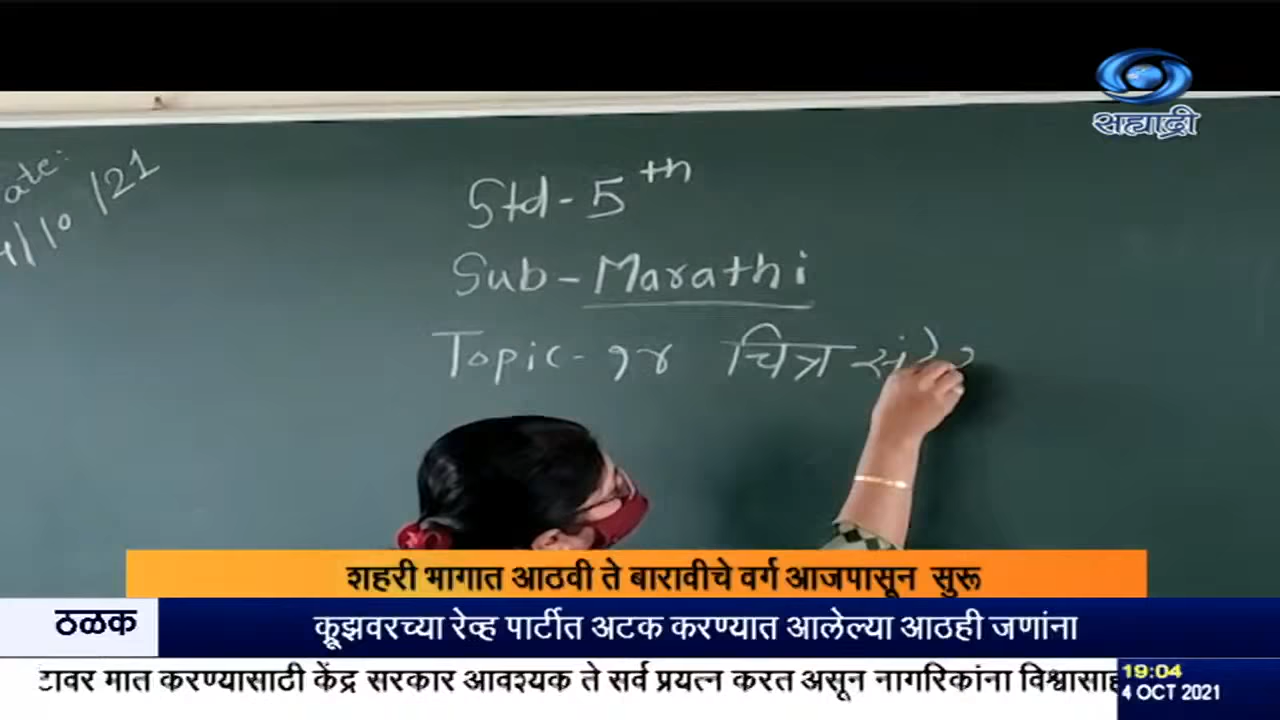 सह्याद्री
ate:
4/10/21
Std - 5th
Sub - Marathi
Topic - १४ चित्र
शहरी भागात आठवी ते बारावीचे वर्ग आजपासून सुरू
ठळक
क्रूझवरच्या रेव्ह पार्टीत अटक करण्यात आलेल्या आठही जणांना
टावर मात करण्यासाठी केंद्र सरकार आवश्यक ते सर्व प्रयत्न करत असून नागरिकांना विश्वासाह
19:04
4 OCT 2021